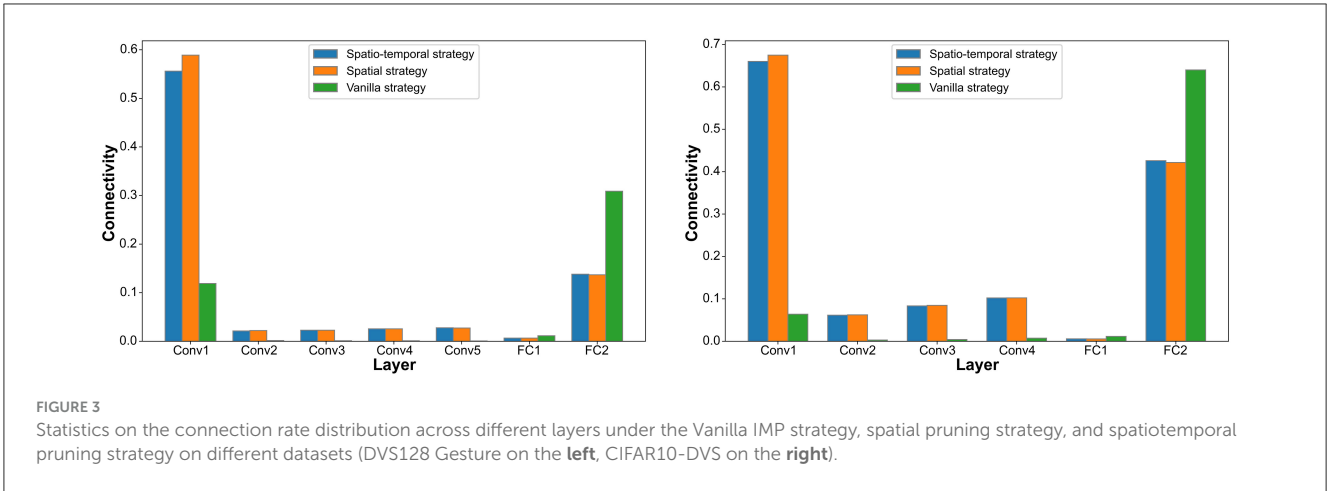 0.6
0.5
0.4
0.3
0.2
0.1
0.0
Connectivity
Spatio-temporal strategy
Spatial strategy
Vanilla strategy
Conv1 Conv2 Conv3 Conv4 Conv5 FC1 FC2
Layer
0.7
0.6
0.5
0.4
0.3
0.2
0.1
0.0
Connectivity
Spatio-temporal strategy
Spatial strategy
Vanilla strategy
Conv1 Conv2 Conv3 Conv4 FC1 FC2
Layer
FIGURE 3
Statistics on the connection rate distribution across different layers under the Vanilla IMP strategy, spatial pruning strategy, and spatiotemporal
pruning strategy on different datasets (DVS128 Gesture on the left, CIFAR10-DVS on the right).